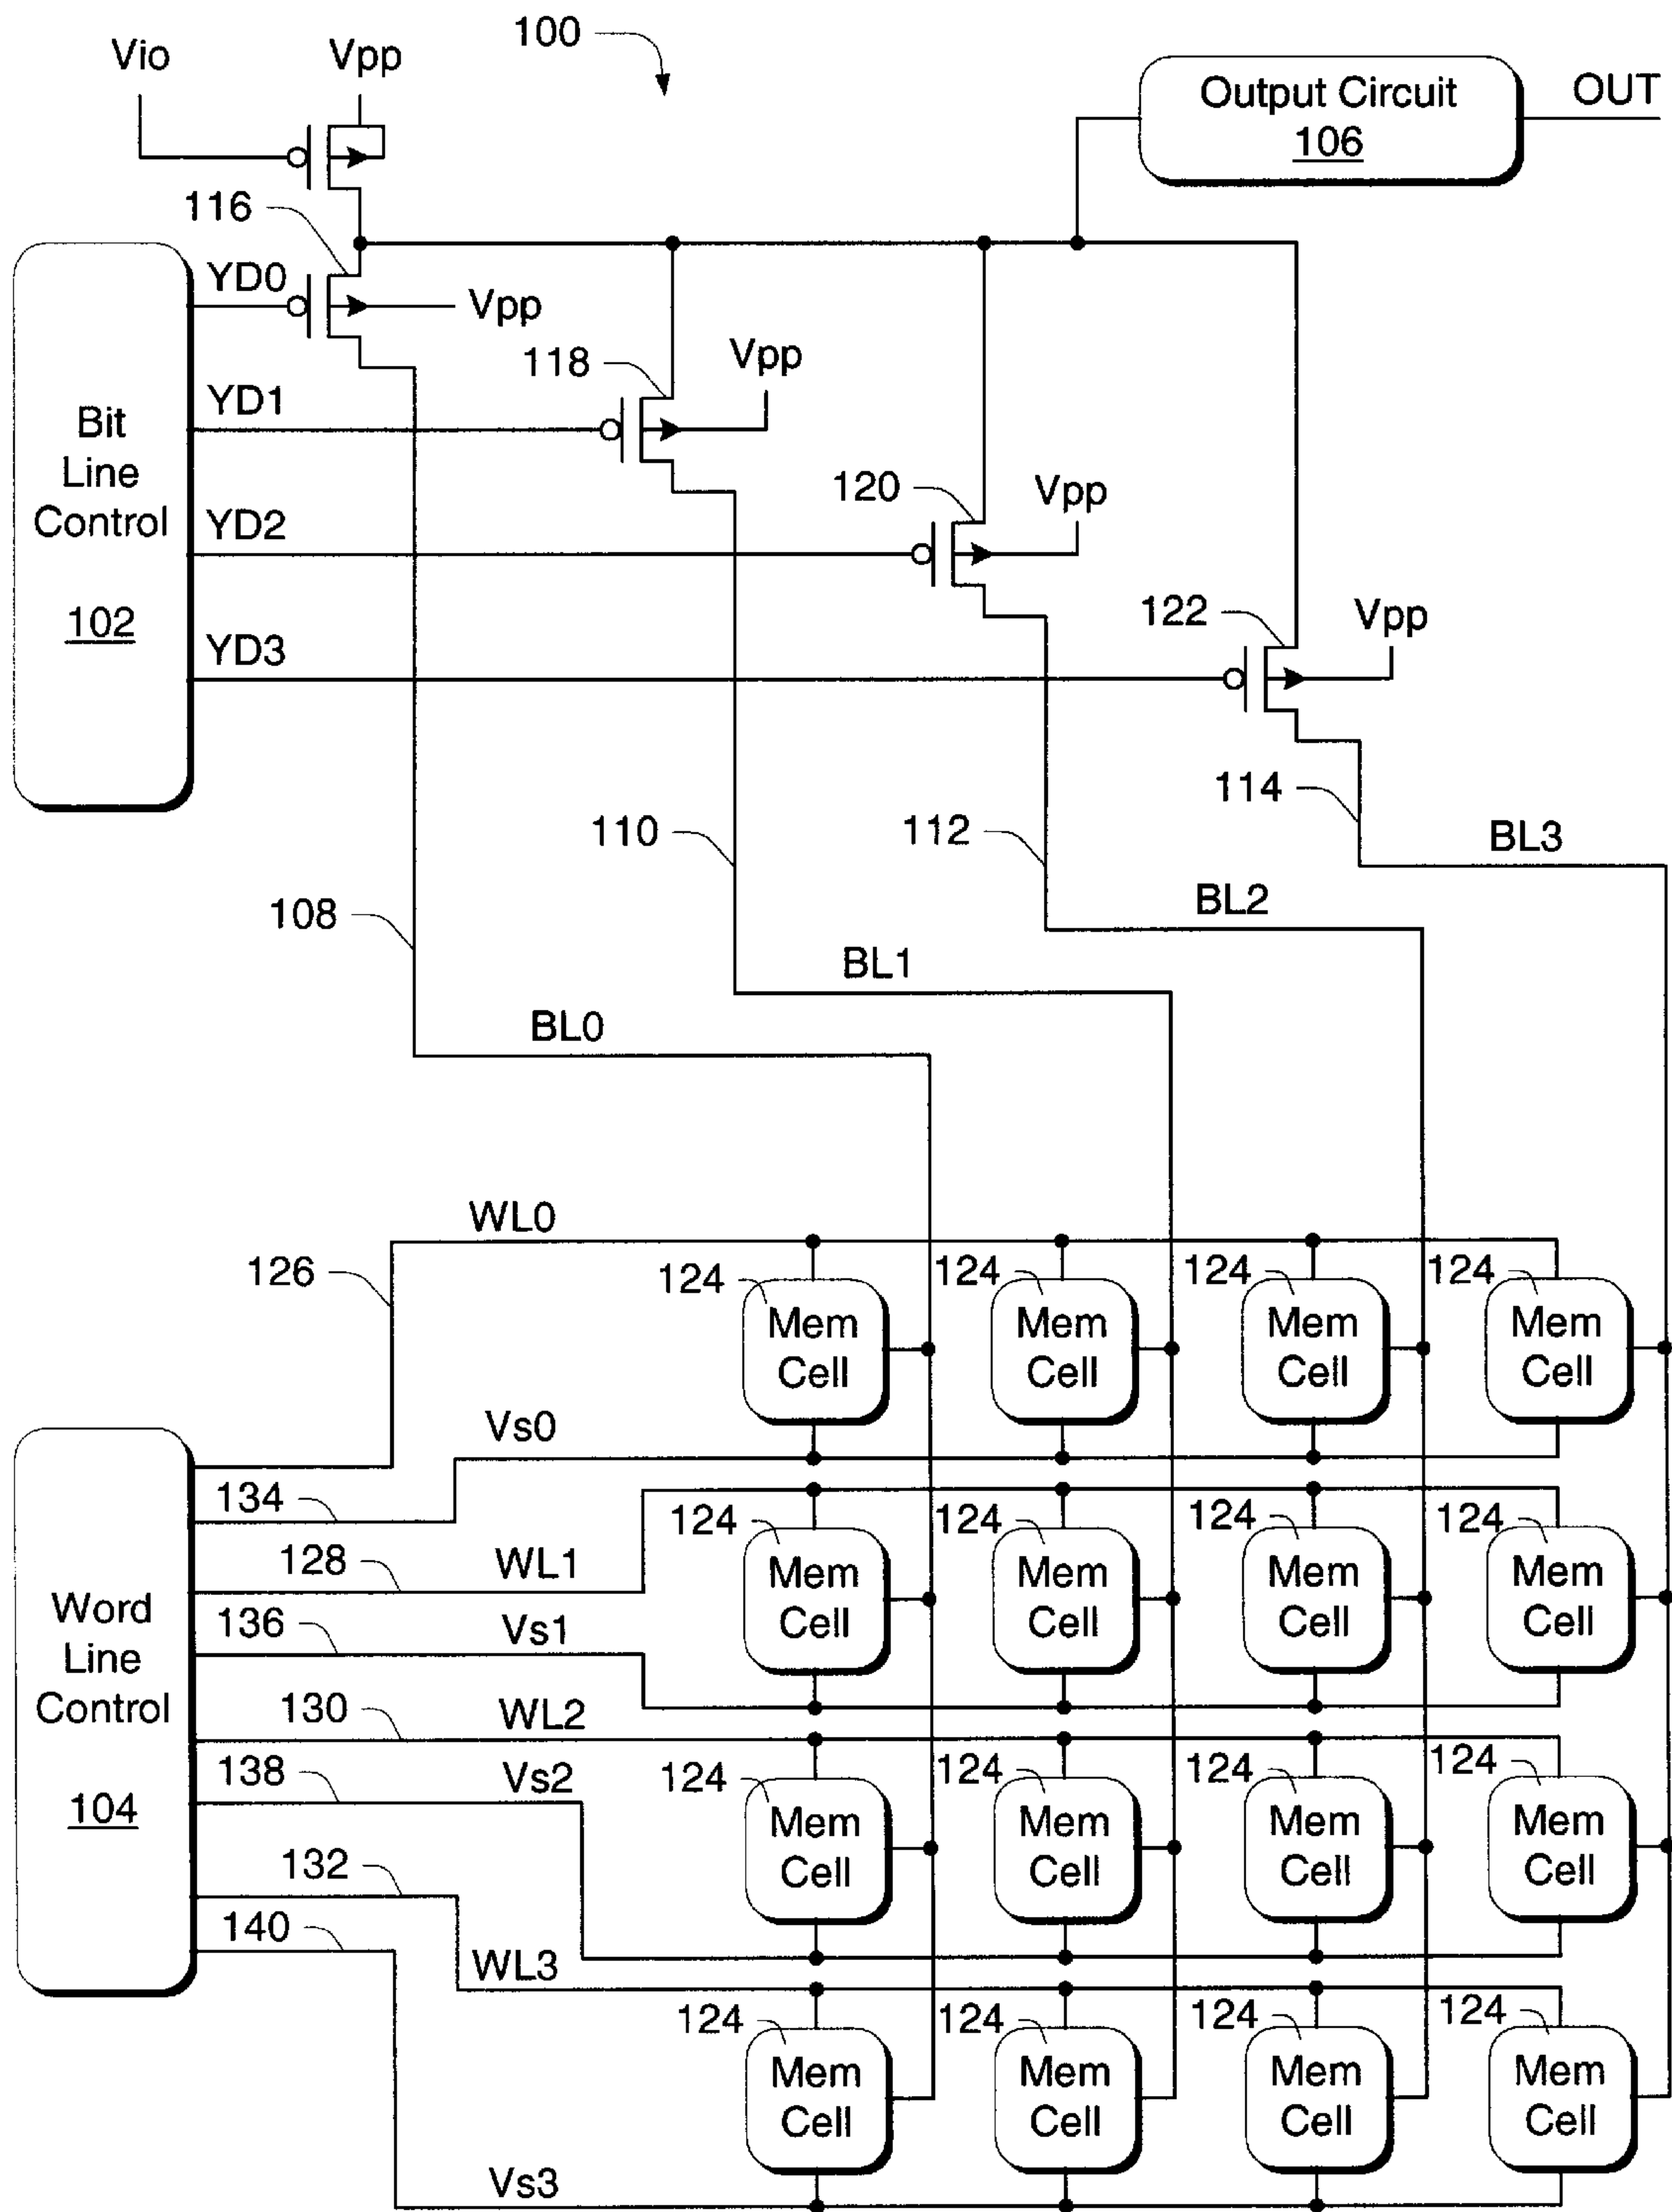 100
Vio
Vpp
Output Circuit
106
OUT
116
YD0
Vpp
118
Vpp
YD1
Bit
Line
Control
102
120
Vpp
YD2
122
Vpp
YD3
114
110
112
BL3
108
BL2
BL1
BL0
WL0
126
124
124
124
124
Mem
Cell
Mem
Cell
Mem
Cell
Mem
Cell
Vs0
134
124
124
124
124
128
WL1
Mem
Cell
Mem
Cell
Mem
Cell
Mem
Cell
Word
Line
Control
104
136
Vs1
130
WL2
124
124
124
124
138
Vs2
Mem
Cell
Mem
Cell
Mem
Cell
Mem
Cell
132
140
WL3
124
124
124
124
Mem
Cell
Mem
Cell
Mem
Cell
Mem
Cell
Vs3